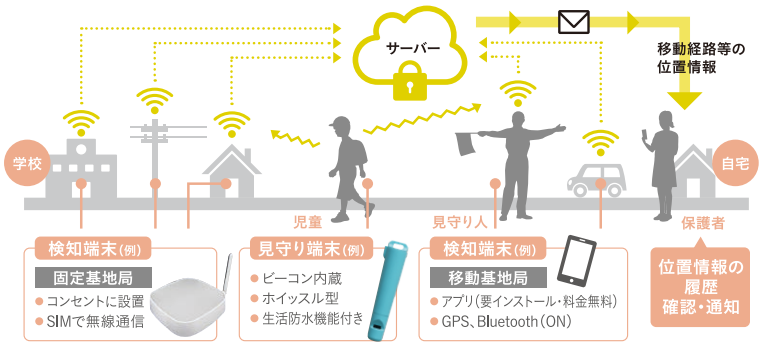 サーバー
移動経路等の
位置情報
学校
自宅
児童
見守り人
保護者
検知端末(例)
固定基地局
●コンセントに設置
●SIMで無線通信
見守り端末(例)
●ビーコン内蔵
●ホイッスル型
●生活防水機能付き
検知端末(例)
移動基地局
●アプリ(要インストール・料金無料)
●GPS、Bluetooth(ON)
位置情報の
履歴
確認・通知